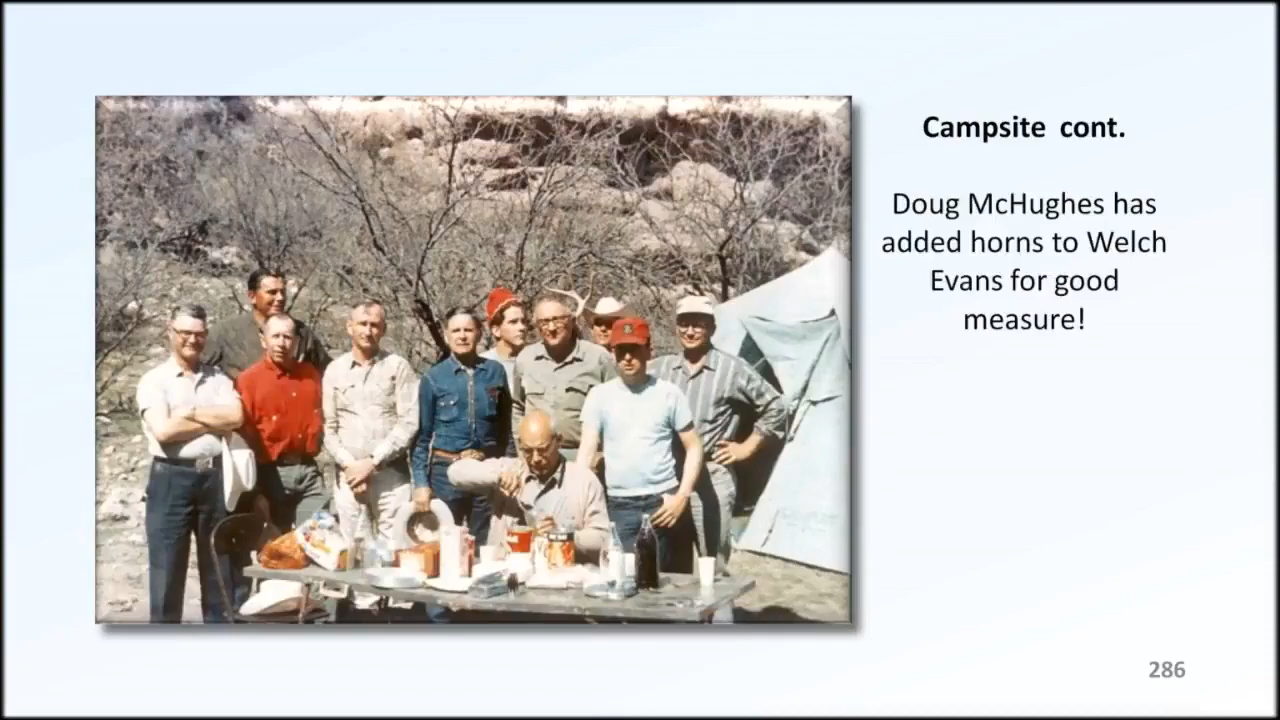 Campsite cont.
Doug McHughes has
added horns to Welch
Evans for good
measure!
286